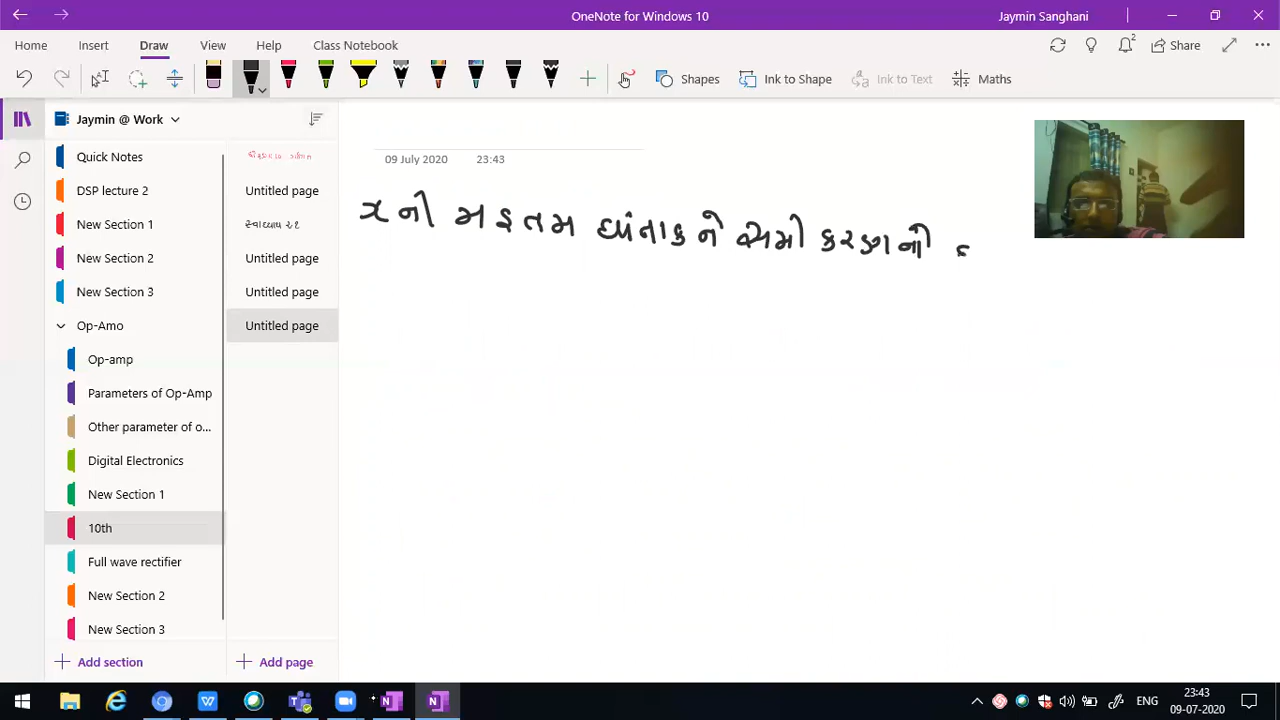 OneNote for Windows 10
Jaymin Sanghani
Home Insert Draw View Help Class Notebook
Share
Shapes Ink to Shape Ink to Text Maths
Jaymin @ Work
Quick Notes
DSP lecture 2
New Section 1
New Section 2
New Section 3
Op-Amo
Op-amp
Parameters of Op-Amp
Other parameter of o...
Digital Electronics
New Section 1
10th
Full wave rectifier
New Section 2
New Section 3
Add section
Untitled page
સ્વાધ્યાય ૨.૧
Untitled page
Untitled page
Untitled page
Add page
09 July 2020 23:43
x ની મહતમ ઘાંતાક ને સમી કરણ ની
ENG
23:43
09-07-2020